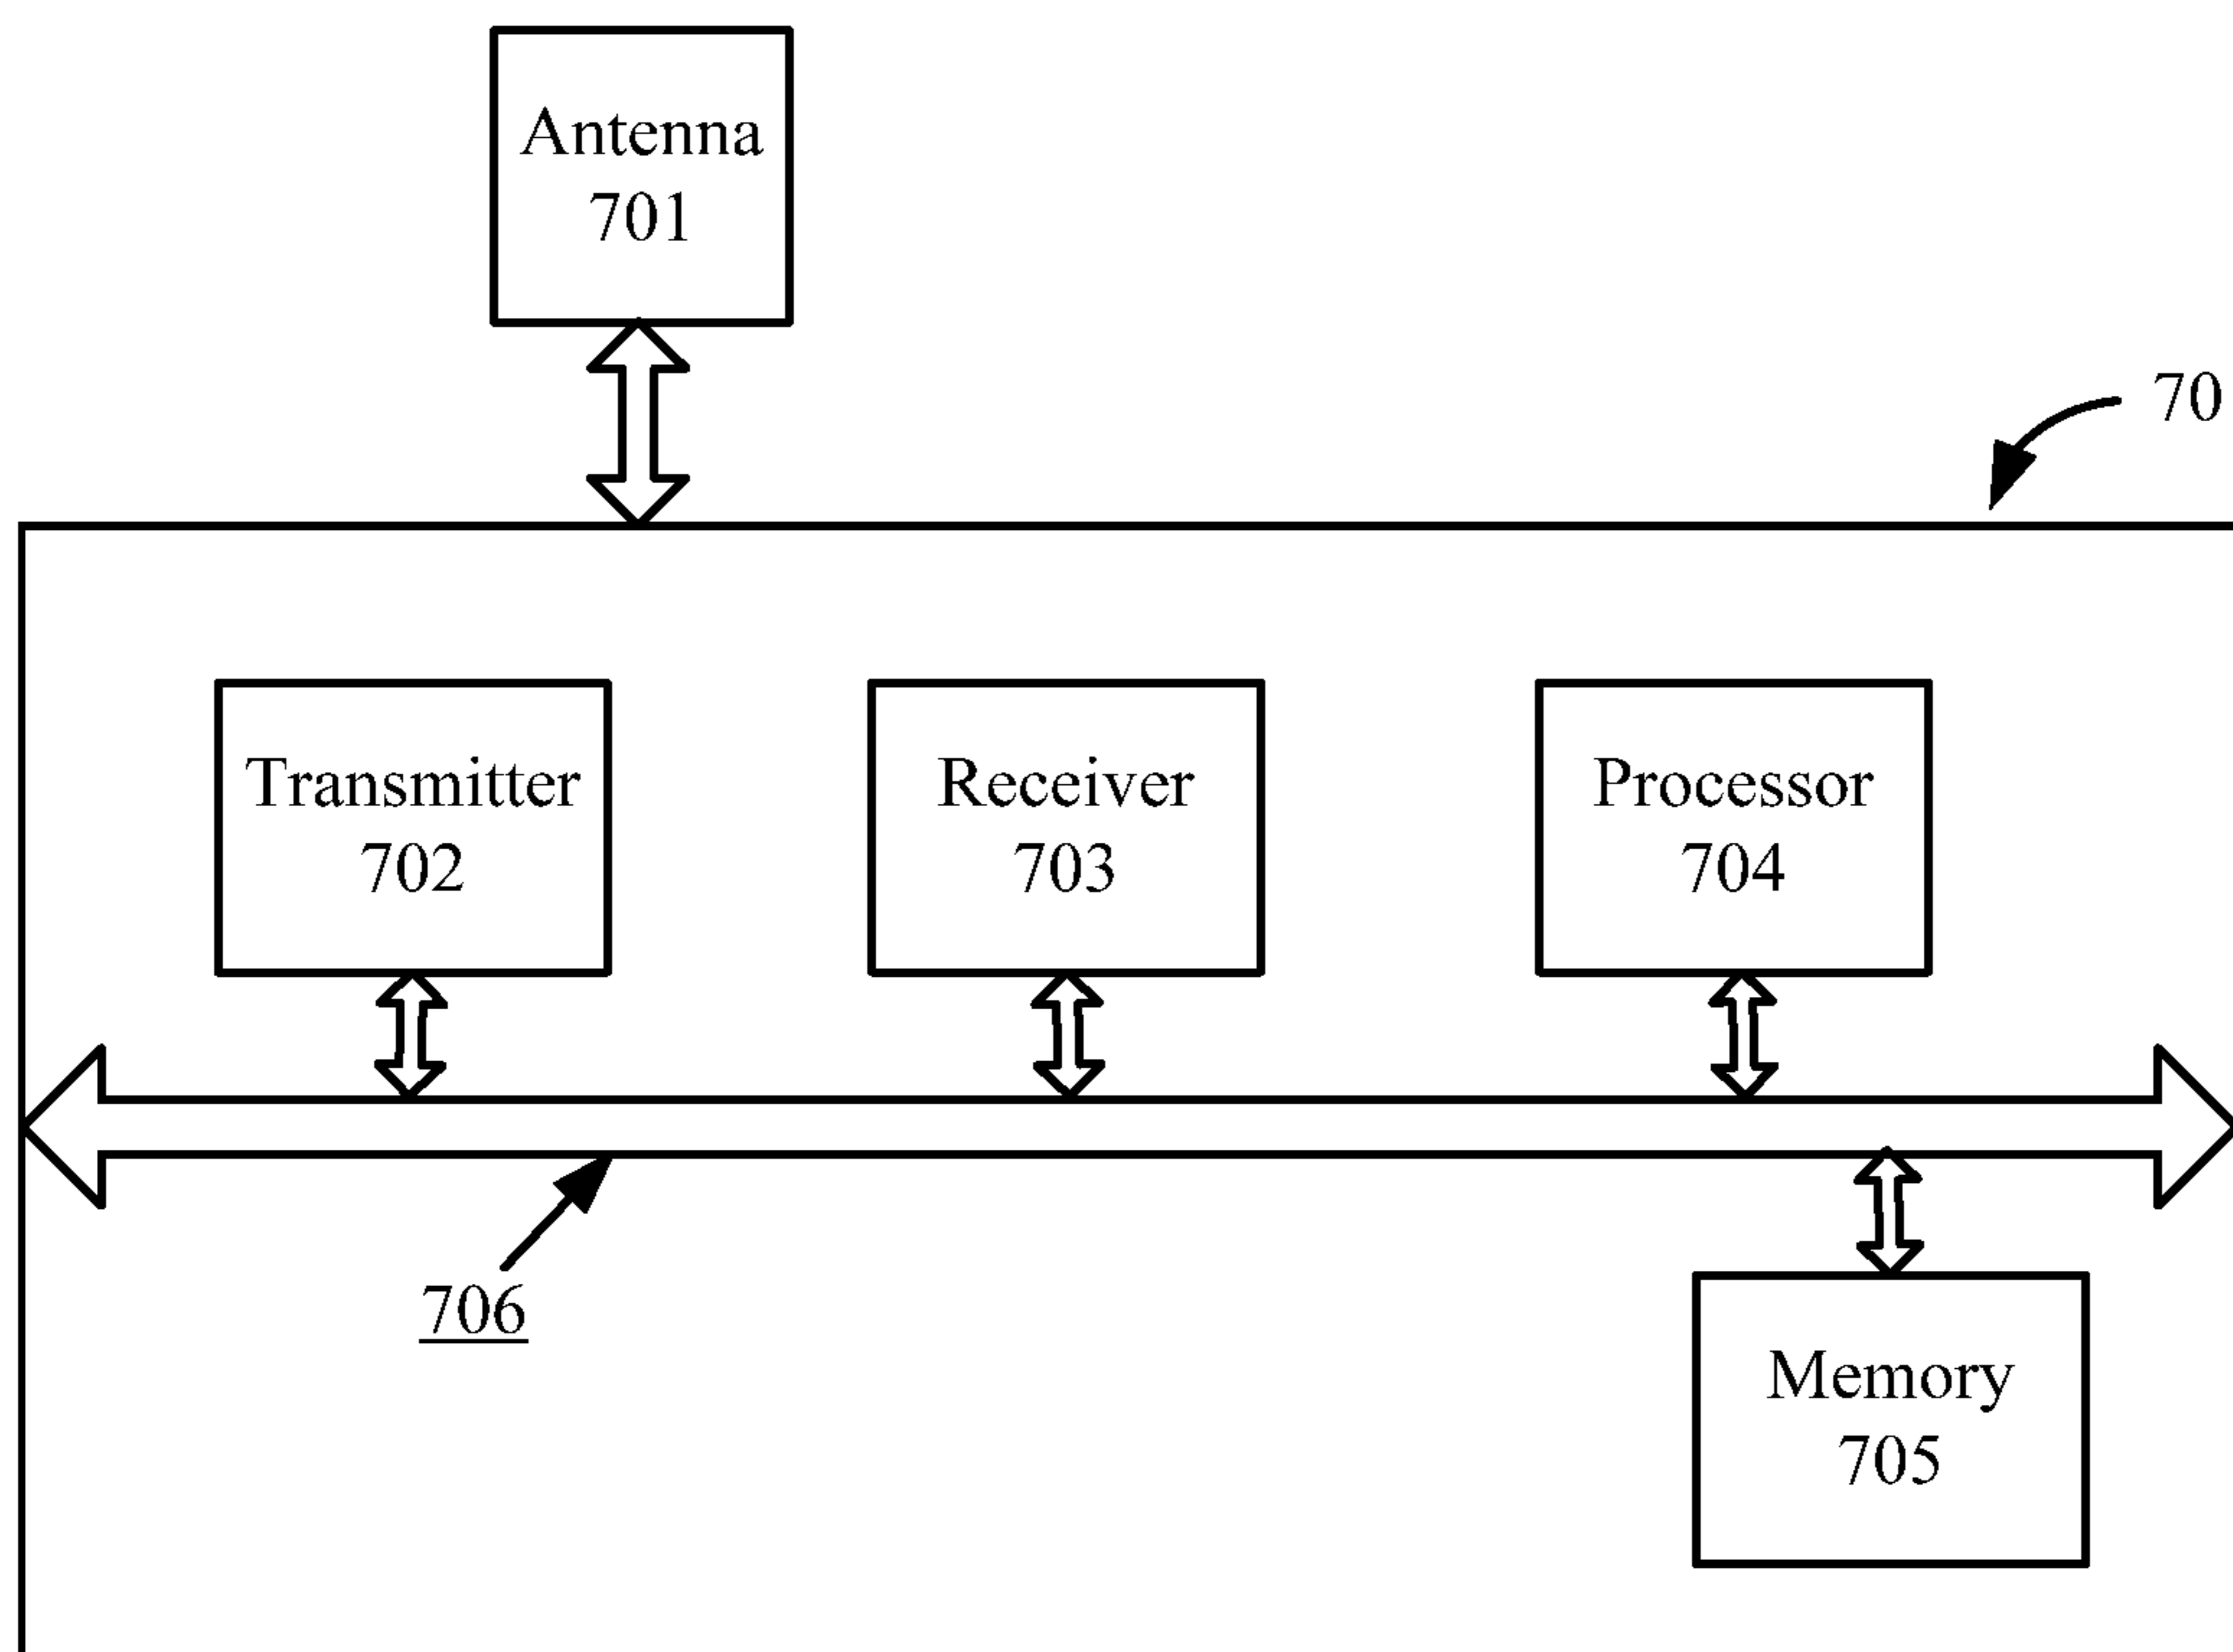 Antenna
701
70
Transmitter
702
Receiver
703
Processor
704
706
Memory
705